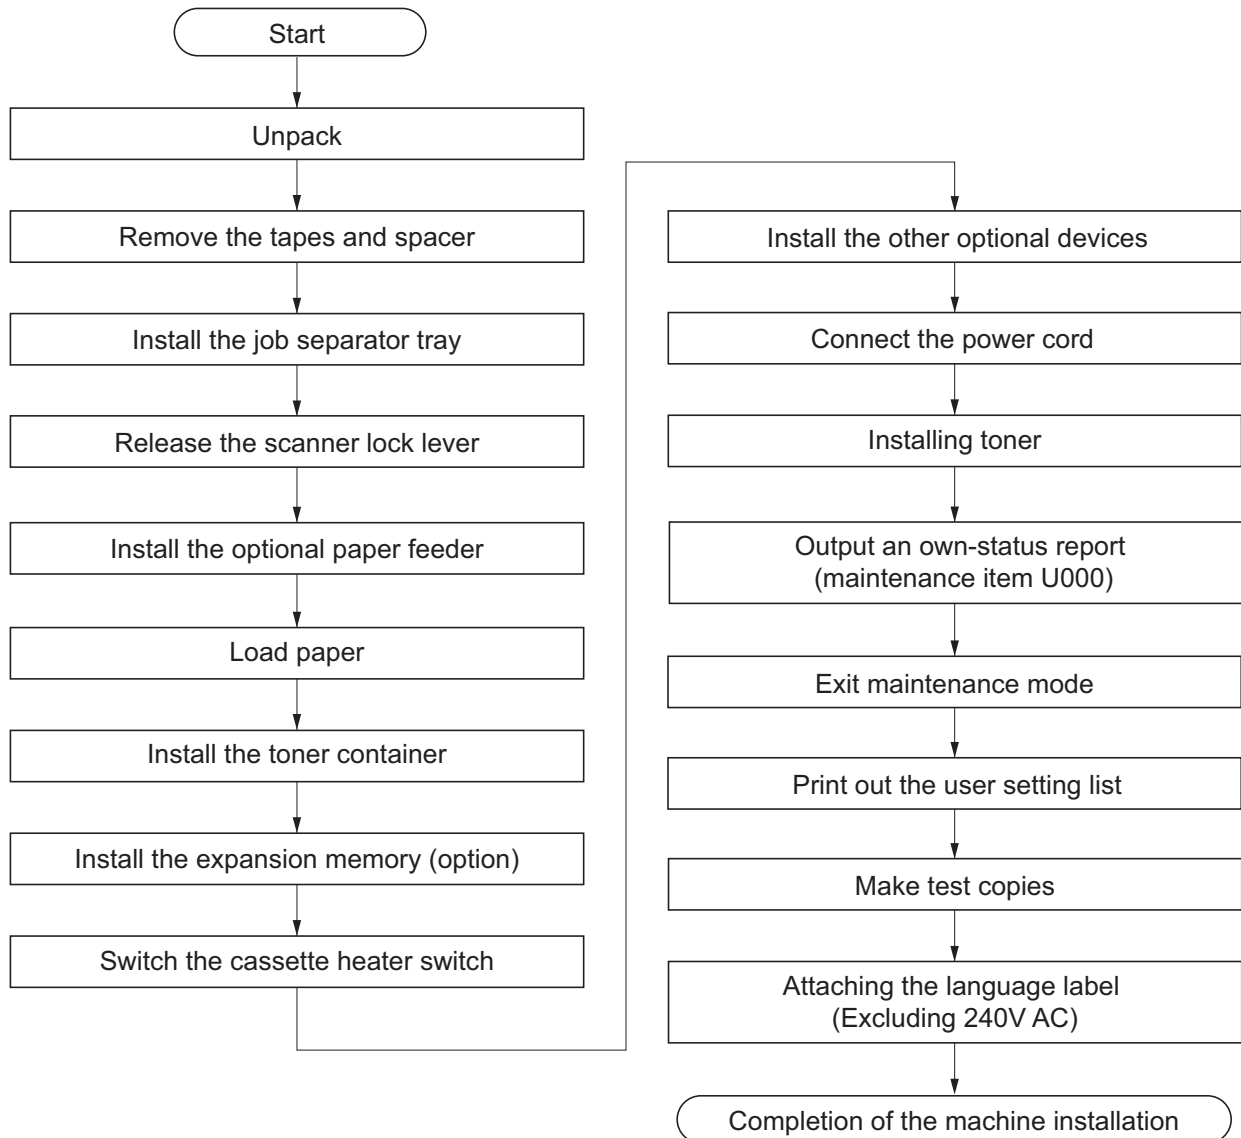 Start
Unpack
Remove the tapes and spacer
Install the job separator tray
Release the scanner lock lever
Install the optional paper feeder
Load paper
Install the toner container
Install the expansion memory (option)
Switch the cassette heater switch
Install the other optional devices
Connect the power cord
Installing toner
Output an own-status report
(maintenance item U000)
Exit maintenance mode
Print out the user setting list
Make test copies
Attaching the language label
(Excluding 240V AC)
Completion of the machine installation